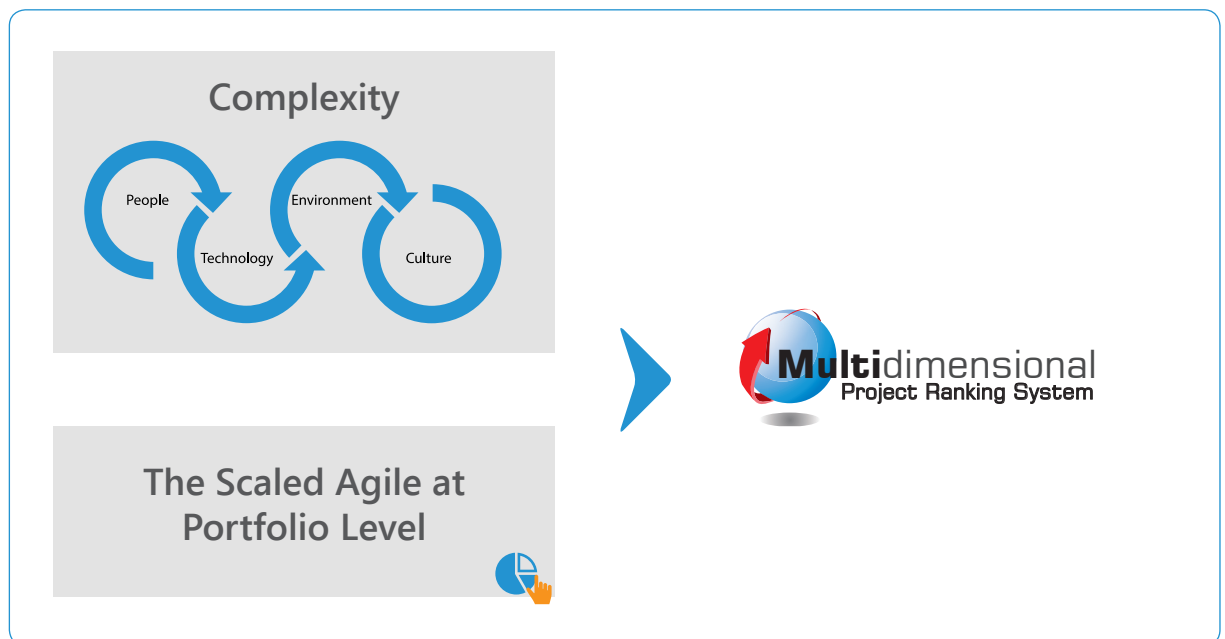 Complexity
People
Environment
Technology
Culture
The Scaled Agile at
Portfolio Level
Multidimensional
Project Ranking System